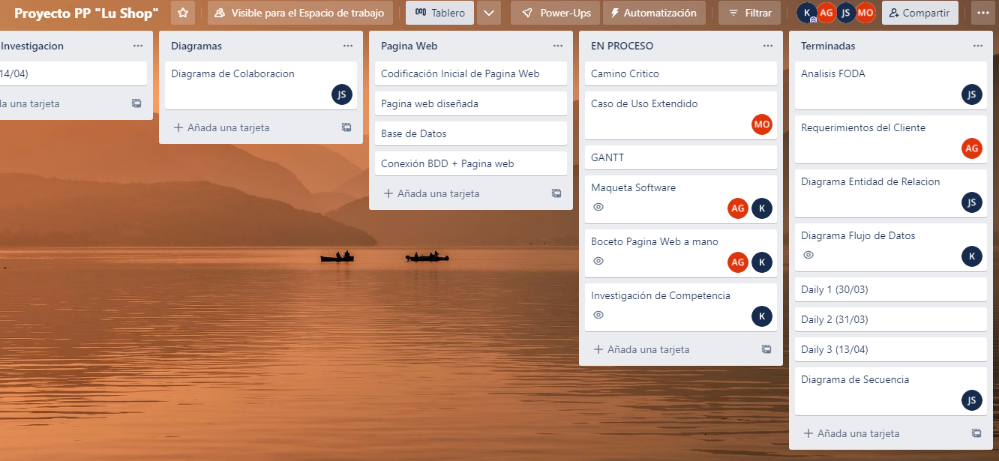 Proyecto PP "Lu Shop"
Visible para el Espacio de trabajo
Tablero
Power-Ups
Automatización
Filtrar
K
AG
JS
MO
Compartir
Investigacion
14/04)
da una tarjeta
Diagramas
Diagrama de Colaboracion
JS
Añada una tarjeta
Pagina Web
Codificación Inicial de Pagina Web
Pagina web diseñada
Base de Datos
Conexión BDD + Pagina web
Añada una tarjeta
EN PROCESO
Camino Critico
Caso de Uso Extendido
MO
GANTT
Maqueta Software
AG K
Boceto Pagina Web a mano
AG K
Investigación de Competencia
K
Añada una tarjeta
Terminadas
Analisis FODA
JS
Requerimientos del Cliente
AG
Diagrama Entidad de Relacion
JS
Diagrama Flujo de Datos
K
Daily 1 (30/03)
Daily 2 (31/03)
Daily 3 (13/04)
Diagrama de Secuencia
JS
Añada una tarjeta